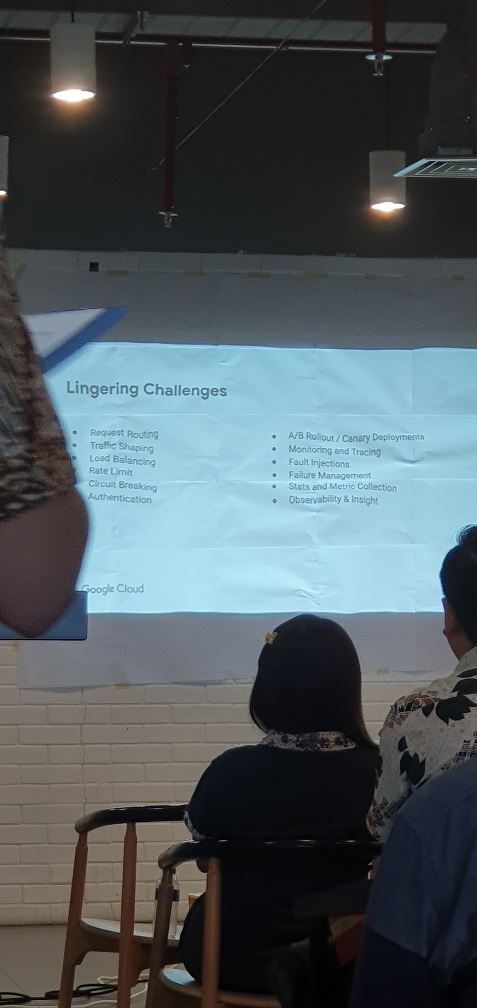 Lingering Challenges
Request Routing
Traffic Shaping
Load Balancing
Rate Limit
Circuit Breaking
Authentication
A/B Rollout / Canary Deployments
Monitoring and Tracing
Fault Injections
Failure Management
Stats and Metric Collection
Observability & Insight
Google Cloud